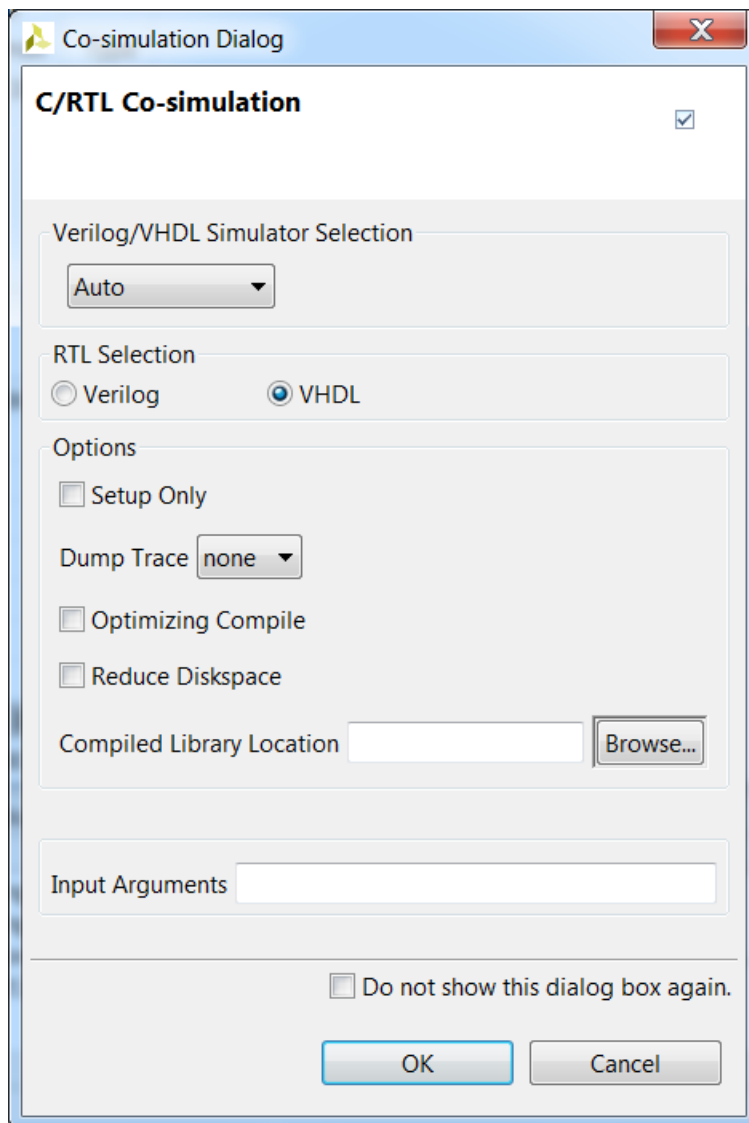 Co-simulation Dialog
C/RTL Co-simulation
Verilog/VHDL Simulator Selection
Auto
RTL Selection
Verilog VHDL
Options
Setup Only
Dump Trace none
Optimizing Compile
Reduce Diskspace
Compiled Library Location Browse...
Input Arguments
Do not show this dialog box again.
OK Cancel